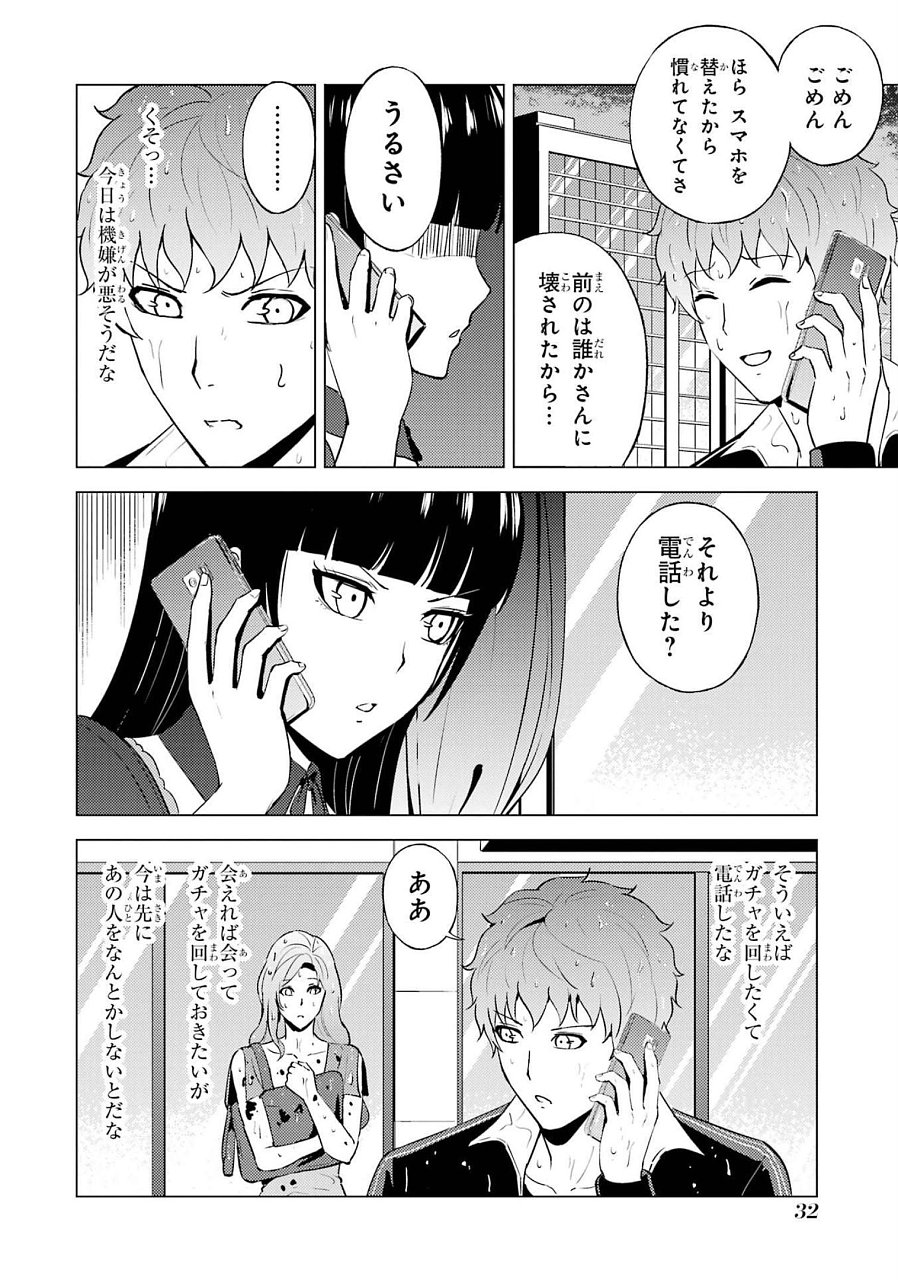 ごめん
ごめん
ほら スマホを
替えたから
慣れてなくてさ
前のは誰かさんに
壊されたから…
うるさい
………
くそっ…
今日は機嫌が悪そうだな
それより
電話した?
そういえば
ガチャを回したくて
電話したな
ああ
会えれば会って
ガチャを回しておきたいが
今は先に
あの人をなんとかしないとだな
32